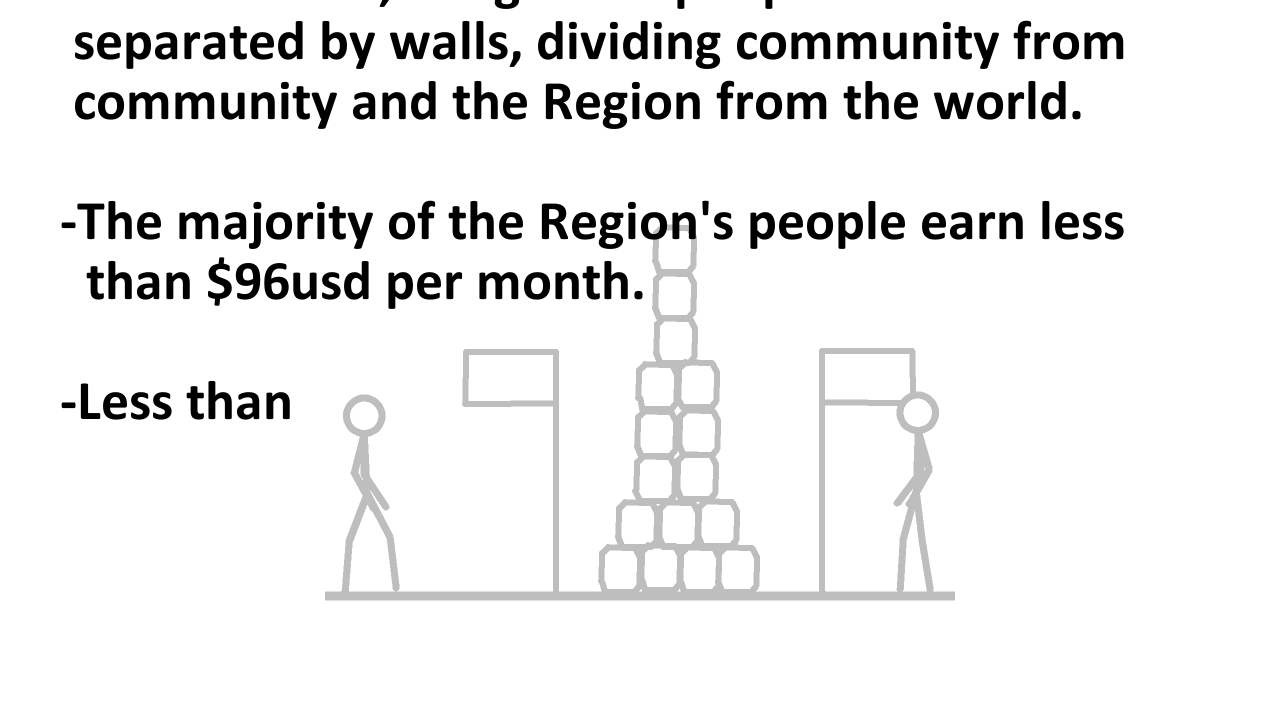 separated by walls, dividing community from
community and the Region from the world.
-The majority of the Region's people earn less
than $96usd per month.
-Less than